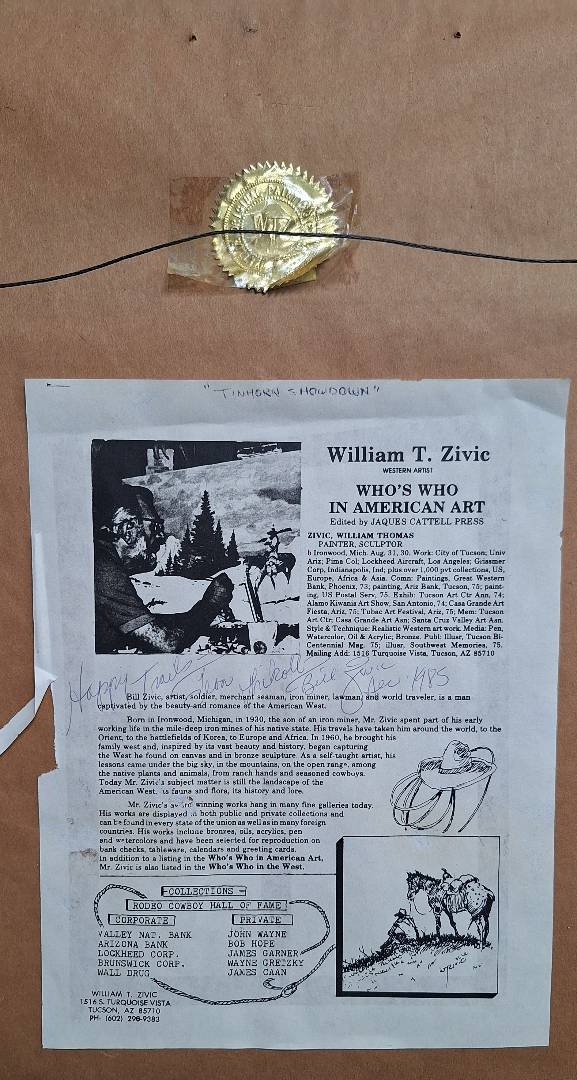 WTZ
"TINHORN SHOWDOWN"
William T. Zivic
WESTERN ARTIST
WHO'S WHO
IN AMERICAN ART
Edited by JAQUES CATTELL PRESS
ZIVIC, WILLIAM THOMAS
PAINTER, SCULPTOR
b Ironwood, Mich, Aug. 31, 30. Work: City of Tucson; Univ
Ariz; Pima Col; Lockheed Aircraft, Los Angeles; Grissmer
Corp, Indianapolis, Ind; plus over 1,000 pvt collections, US,
Europe, Africa & Asia. Comn: Paintings, Great Western
Bank, Phoenix, 73; painting, Ariz Bank, Tucson, 75; paint-
ing, US Postal Serv, 75. Exhib: Tucson Art Ctr Ann, 74;
Alamo Kiwanis Art Show, San Antonio, 74; Casa Grande Art
Fiesta, Ariz, 75; Tubac Art Festival, Ariz, 75; Mem: Tucson
Art Ctr; Casa Grande Art Asn; Santa Cruz Valley Art Asn.
Style & Technique: Realistic Western art work. Media: Pen,
Watercolor, Oil & Acrylic; Bronze. Publ: Illusr, Tucson Bi-
Centennial Mag, 75; illusr, Southwest Memories, 75.
Mailing Add: 1516 Turquoise Vista, Tucson, AZ 85710
Happy Trails
Bill Zivic
Dec. 1985
Bill Zivic, artist, soldier, merchant seaman, iron miner, lawman, and world traveler, is a man
captivated by the beauty and romance of the American West.
Born in Ironwood, Michigan, in 1930, the son of an iron miner, Mr. Zivic spent part of his early
working life in the mile-deep iron mines of his native state. His travels have taken him around the world, to the
Orient, to the battlefields of Korea, to Europe and Africa. In 1960, he brought his
family west and, inspired by its vast beauty and history, began capturing
the West he found on canvas and in bronze sculpture. As a self-taught artist, his
lessons came under the big sky, in the mountains, on the open range, among
the native plants and animals, from ranch hands and seasoned cowboys.
Today Mr. Zivic's subject matter is still the landscape of the
American West, its fauna and flora, its history and lore.
Mr. Zivic's award winning works hang in many fine galleries today.
His works are displayed in both public and private collections and
can be found in every state of the union as well as in many foreign
countries. His works include bronzes, oils, acrylics, pen
and watercolors and have been selected for reproduction on
bank checks, tableware, calendars and greeting cards.
In addition to a listing in the Who's Who in American Art,
Mr. Zivic is also listed in the Who's Who in the West.
COLLECTIONS -
RODEO COWBOY HALL OF FAME
CORPORATE PRIVATE
VALLEY NAT. BANK JOHN WAYNE
ARIZONA BANK BOB HOPE
LOCKHEED CORP. JAMES GARNER
BRUNSWICK CORP. WAYNE GRETZKY
WALL DRUG JAMES CAAN
WILLIAM T. ZIVIC
1516 S. TURQUOISE VISTA
TUCSON, AZ 85710
PH: (602) 298-9383